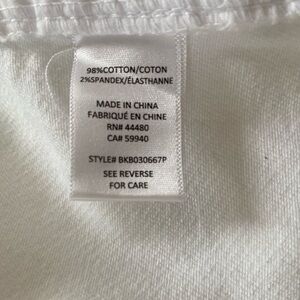 98%COTTON/COTON
2%SPANDEX/ÉLASTHANNE
MADE IN CHINA
FABRIQUÉ EN CHINE
RN# 44480
CA# 59940
STYLE# BKB030667P
SEE REVERSE
FOR CARE